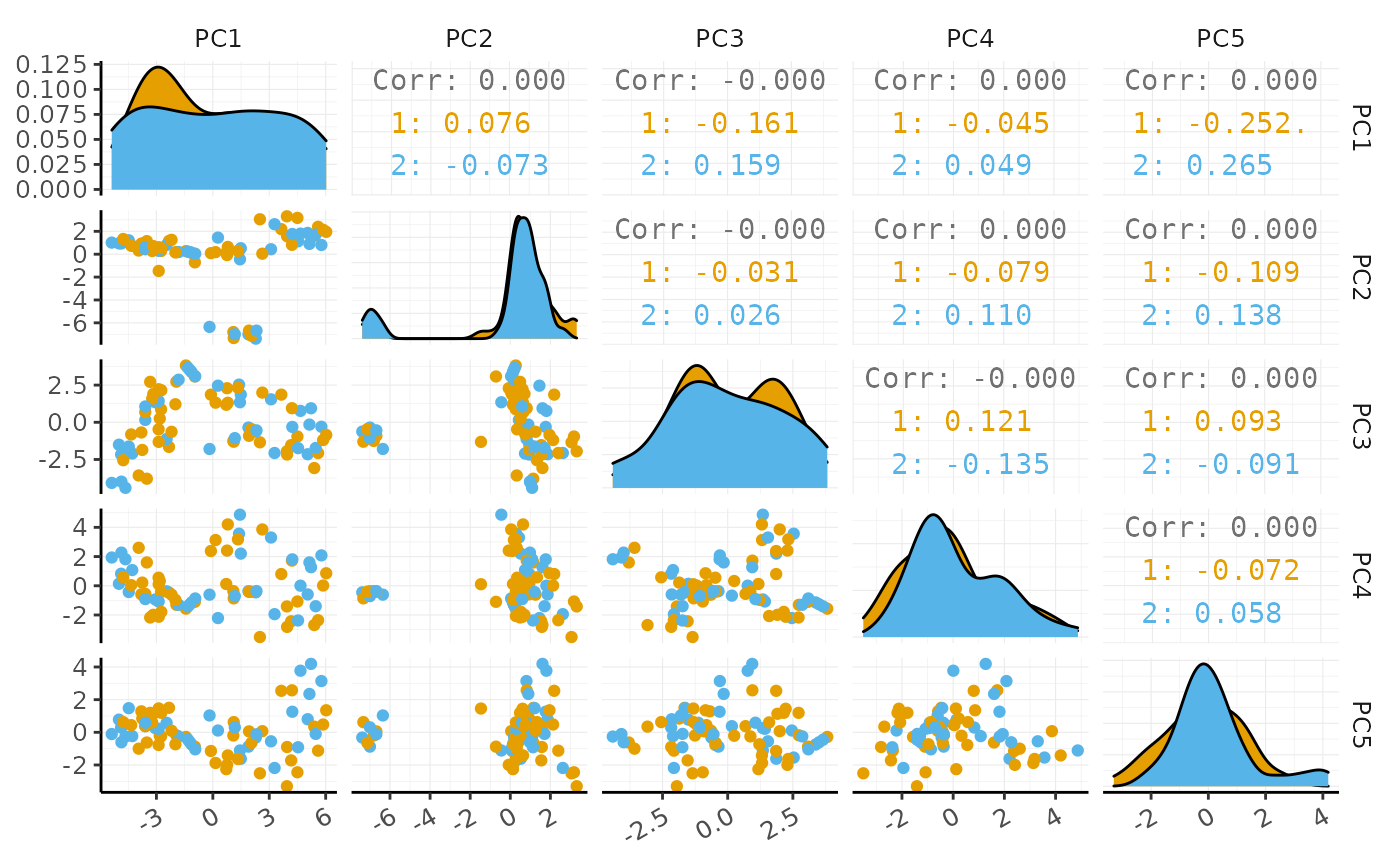 PC1 PC2 PC3 PC4 PC5
0.125
0.100
0.075
0.050
0.025
0.000
Corr: 0.000
1: 0.076
2: -0.073
Corr: -0.000
1: -0.161
2: 0.159
Corr: 0.000
1: -0.045
2: 0.049
Corr: 0.000
1: -0.252.
2: 0.265
PC1
2
0
-2
-4
-6
Corr: -0.000
1: -0.031
2: 0.026
Corr: 0.000
1: -0.079
2: 0.110
Corr: 0.000
1: -0.109
2: 0.138
PC2
2.5
0.0
-2.5
Corr: -0.000
1: 0.121
2: -0.135
Corr: 0.000
1: 0.093
2: -0.091
PC3
4
2
0
-2
Corr: 0.000
1: -0.072
2: 0.058
PC4
4
2
0
-2
PC5
-3 0 3 6
-6 -4 -2 0 2
-2.5 0.0 2.5
-2 0 2 4
-2 0 2 4